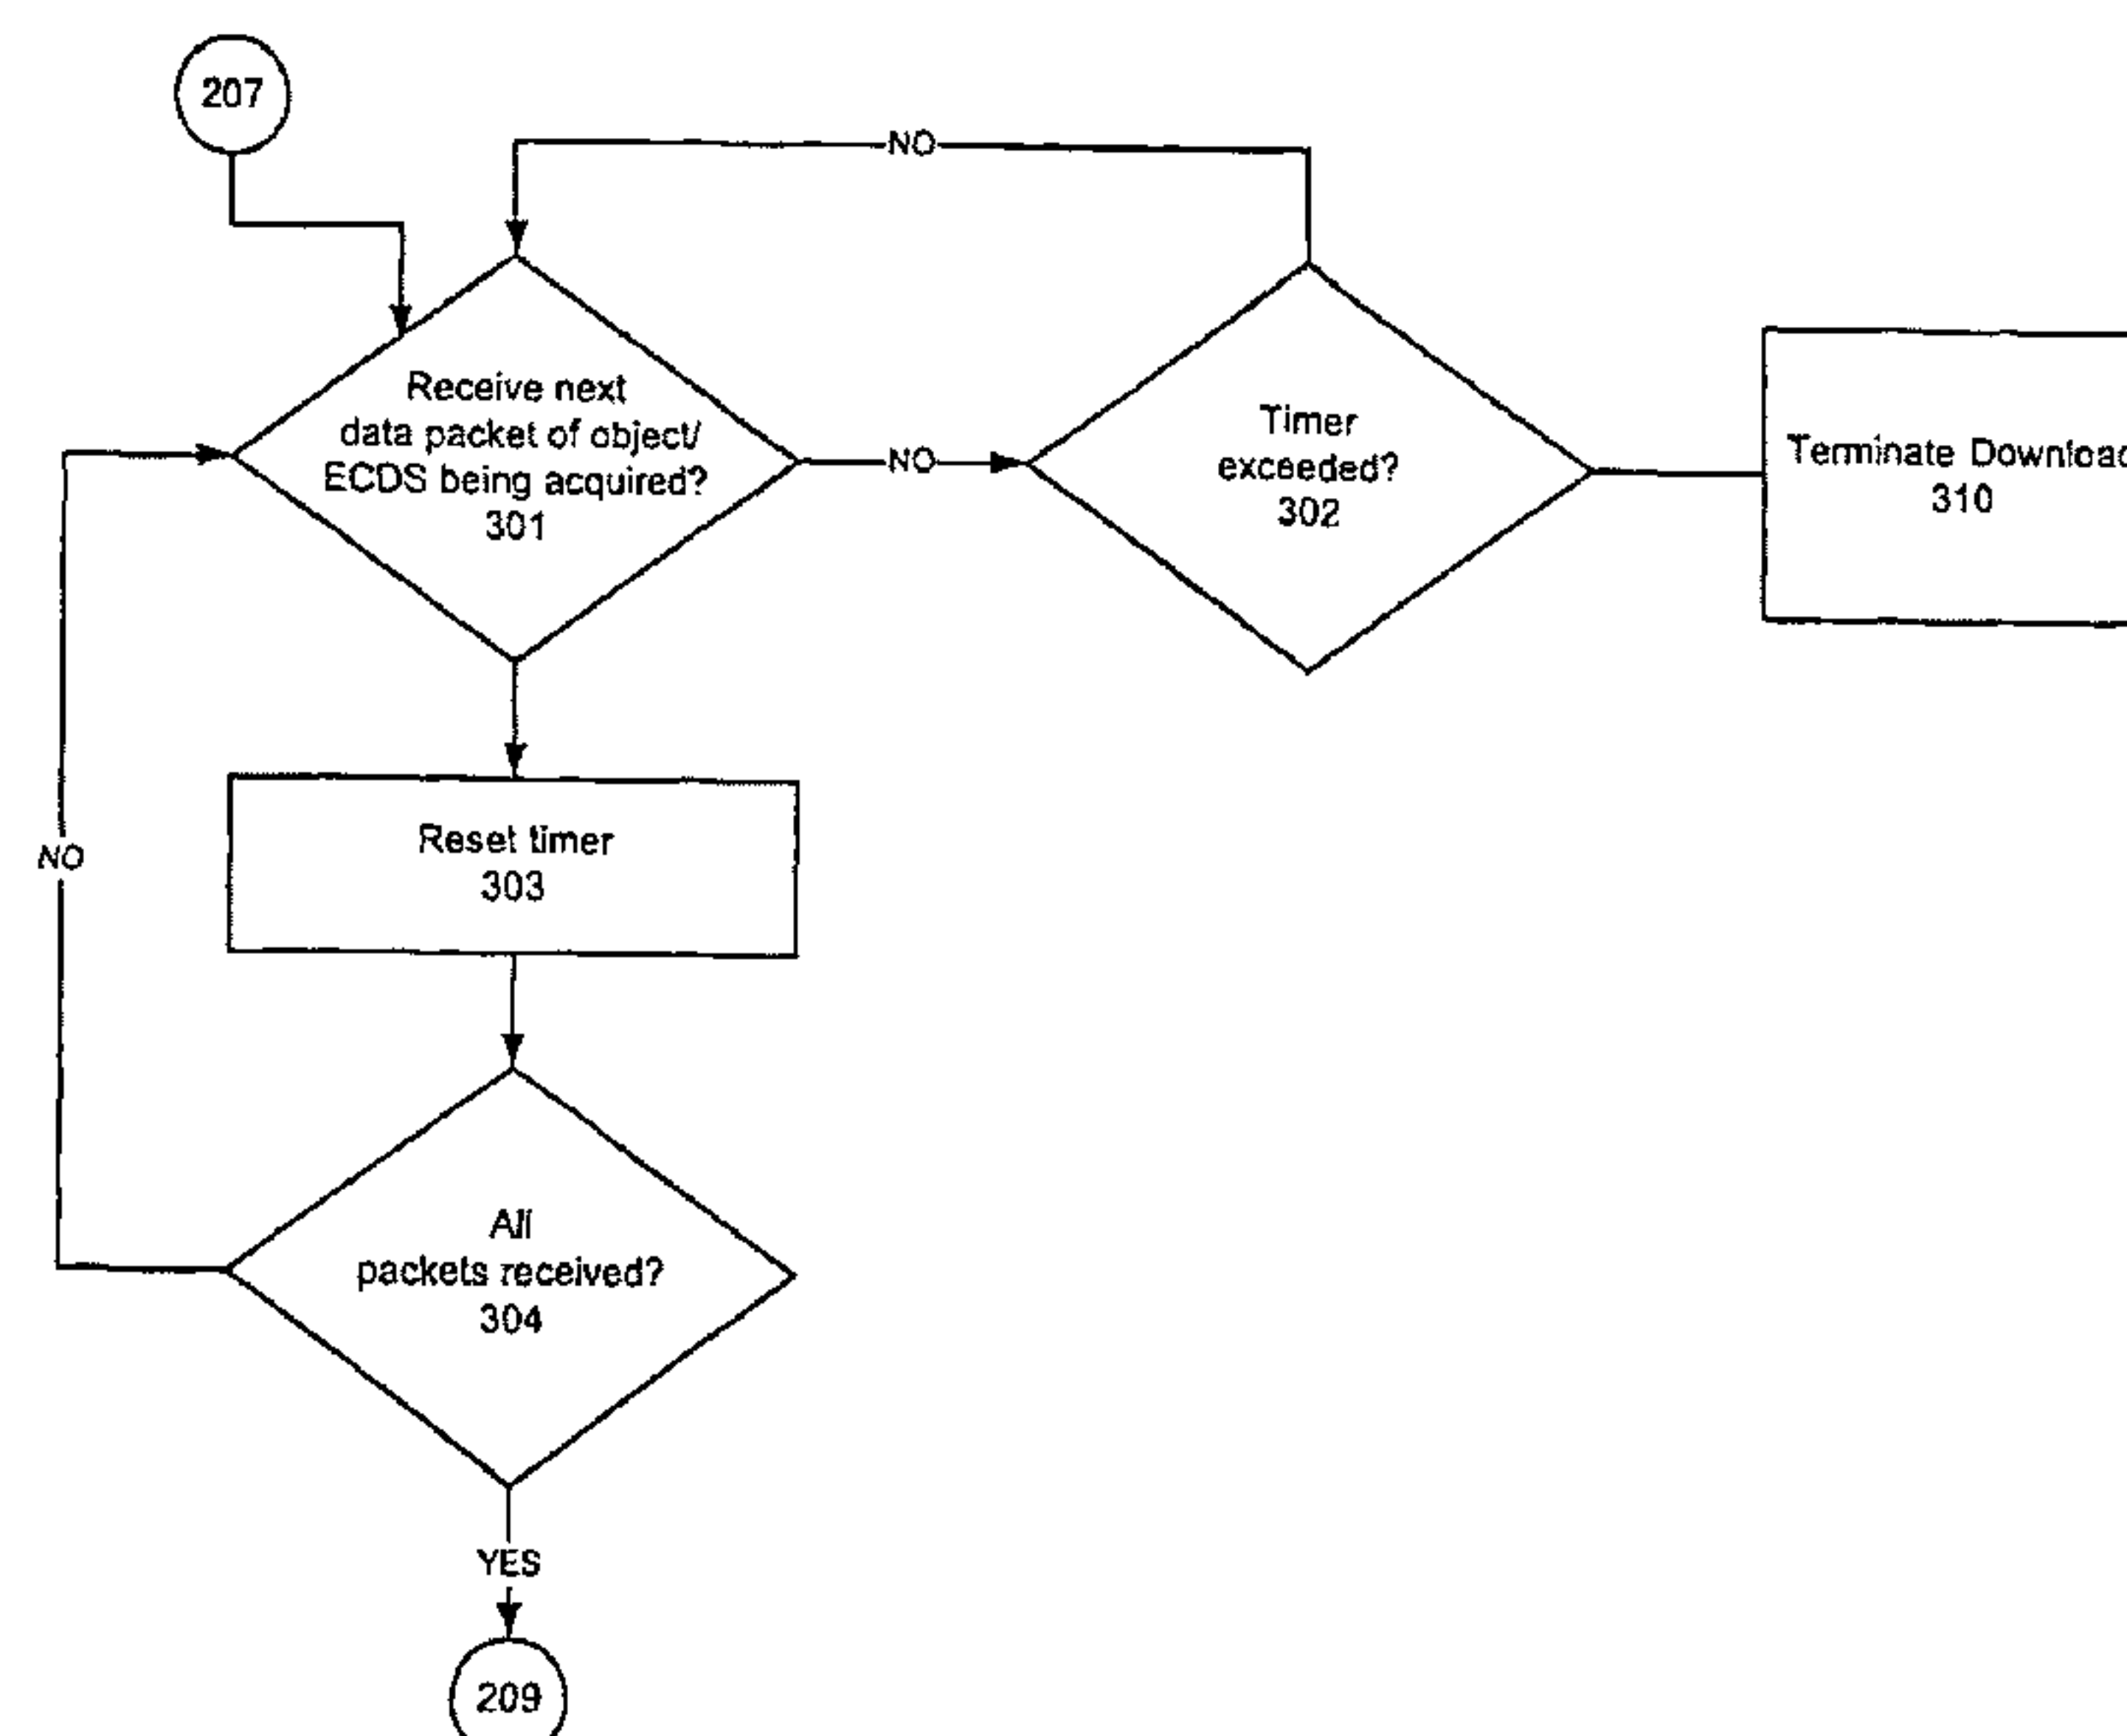 207
NO
Receive next
data packet of object/
ECDS being acquired?
301
NO
Timer
exceeded?
302
Terminate Download
310
Reset timer
303
NO
All
packets received?
304
YES
209